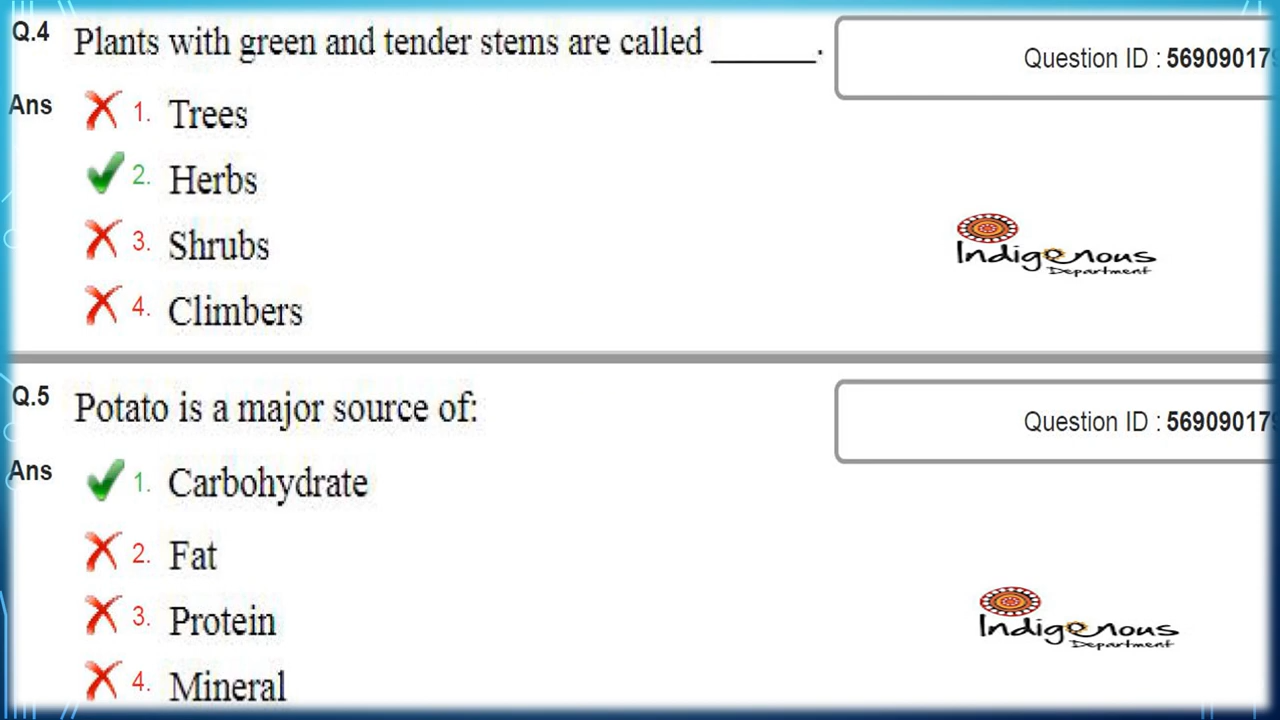 Q.4 Plants with green and tender stems are called ______. Question ID : 56909017
Ans 1. Trees
2. Herbs
3. Shrubs
4. Climbers
Indigenous
Department
Q.5 Potato is a major source of: Question ID : 56909017
Ans 1. Carbohydrate
2. Fat
3. Protein
4. Mineral
Indigenous
Department